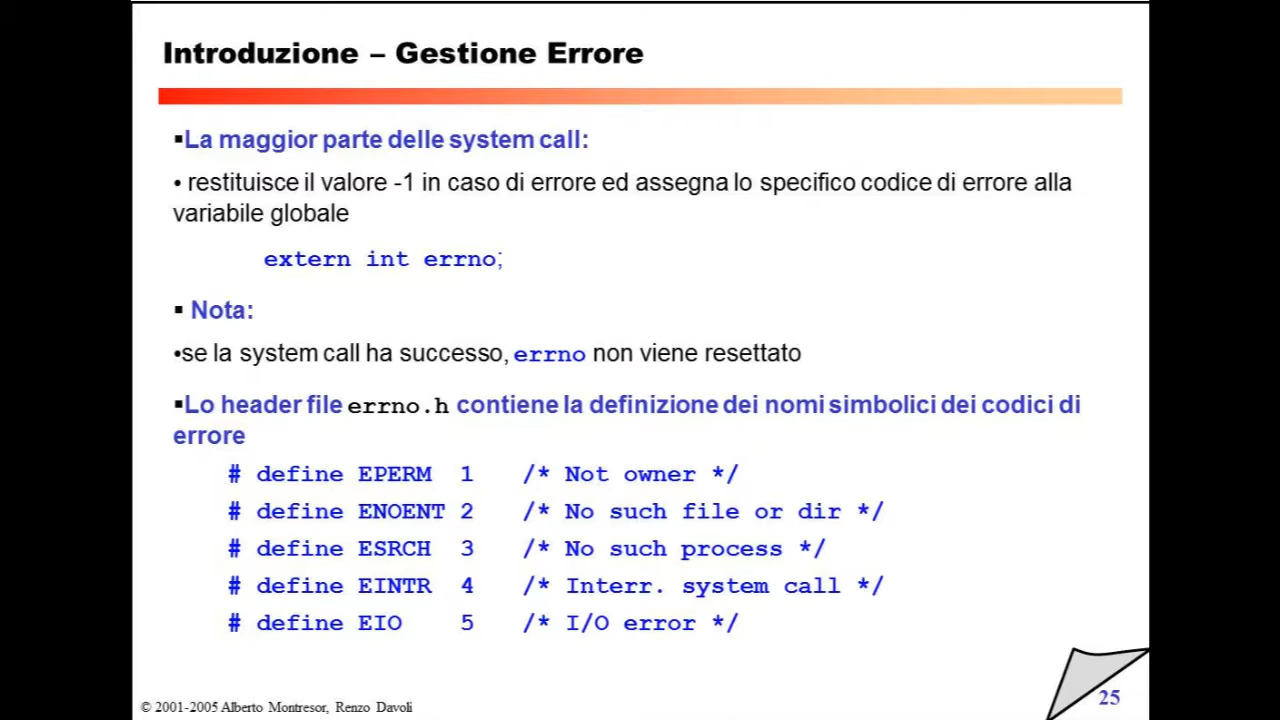 Introduzione – Gestione Errore
▪La maggior parte delle system call:
• restituisce il valore -1 in caso di errore ed assegna lo specifico codice di errore alla
variabile globale
extern int errno;
▪ Nota:
•se la system call ha successo, errno non viene resettato
▪Lo header file errno.h contiene la definizione dei nomi simbolici dei codici di
errore
# define EPERM 1 /* Not owner */
# define ENOENT 2 /* No such file or dir */
# define ESRCH 3 /* No such process */
# define EINTR 4 /* Interr. system call */
# define EIO 5 /* I/O error */
© 2001-2005 Alberto Montresor, Renzo Davoli
25